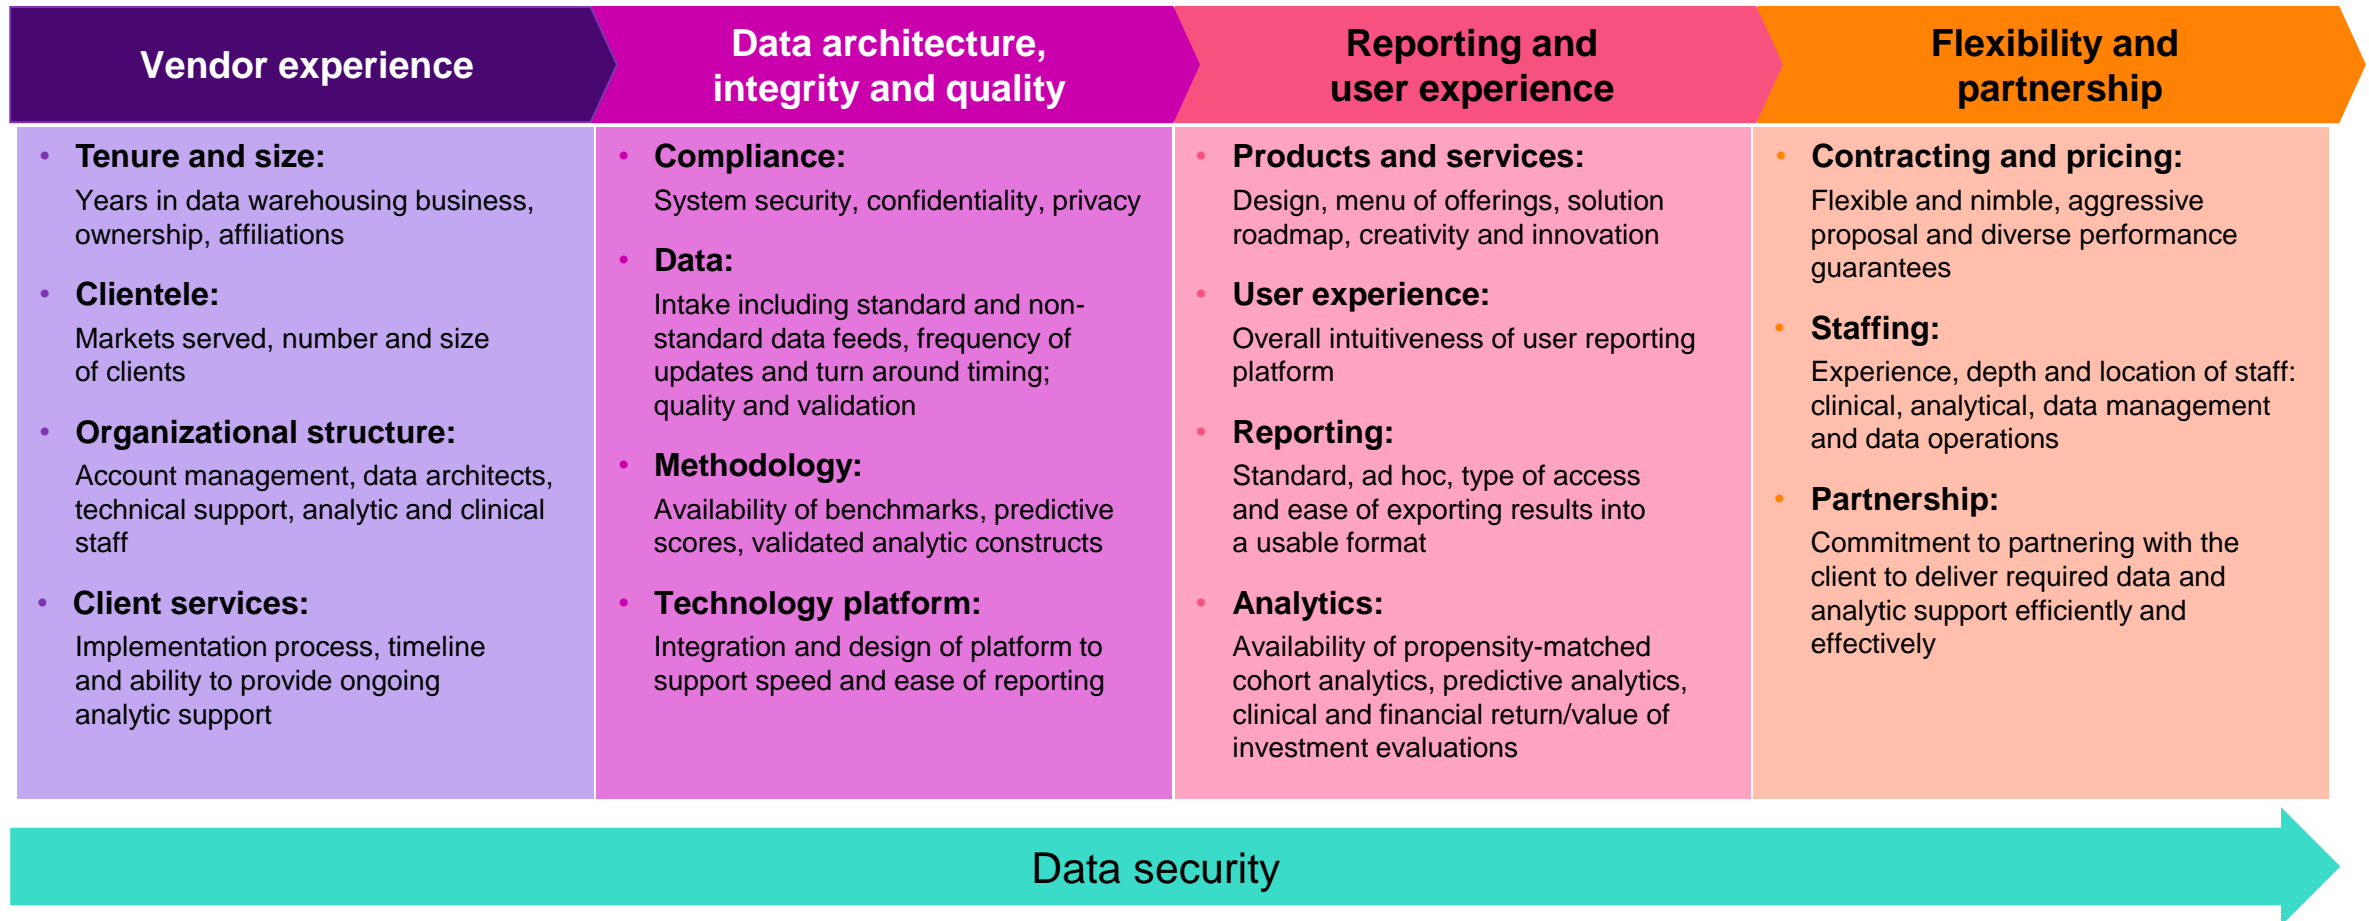 Vendor experience
Data architecture,
integrity and quality
Reporting and
user experience
Flexibility and
partnership
• Tenure and size:
Years in data warehousing business,
ownership, affiliations
• Clientele:
Markets served, number and size
of clients
• Organizational structure:
Account management, data architects,
technical support, analytic and clinical
staff
• Client services:
Implementation process, timeline
and ability to provide ongoing
analytic support
• Compliance:
System security, confidentiality, privacy
• Data:
Intake including standard and non-
standard data feeds, frequency of
updates and turn around timing;
quality and validation
• Methodology:
Availability of benchmarks, predictive
scores, validated analytic constructs
• Technology platform:
Integration and design of platform to
support speed and ease of reporting
• Products and services:
Design, menu of offerings, solution
roadmap, creativity and innovation
• User experience:
Overall intuitiveness of user reporting
platform
• Reporting:
Standard, ad hoc, type of access
and ease of exporting results into
a usable format
• Analytics:
Availability of propensity-matched
cohort analytics, predictive analytics,
clinical and financial return/value of
investment evaluations
• Contracting and pricing:
Flexible and nimble, aggressive
proposal and diverse performance
guarantees
• Staffing:
Experience, depth and location of staff:
clinical, analytical, data management
and data operations
• Partnership:
Commitment to partnering with the
client to deliver required data and
analytic support efficiently and
effectively
Data security